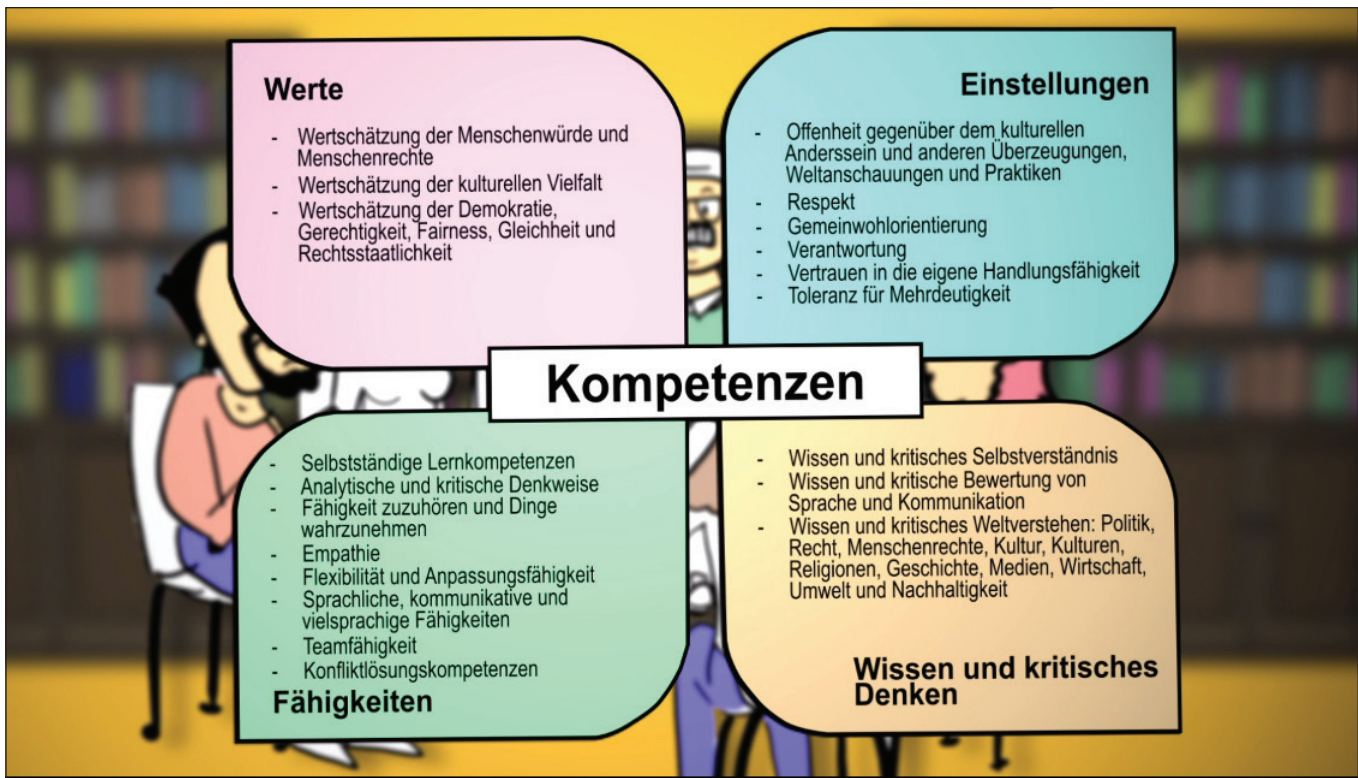 Werte
- Wertschätzung der Menschenwürde und
Menschenrechte
- Wertschätzung der kulturellen Vielfalt
- Wertschätzung der Demokratie,
Gerechtigkeit, Fairness, Gleichheit und
Rechtsstaatlichkeit
Einstellungen
- Offenheit gegenüber dem kulturellen
Anderssein und anderen Überzeugungen,
Weltanschauungen und Praktiken
- Respekt
- Gemeinwohlorientierung
- Verantwortung
- Vertrauen in die eigene Handlungsfähigkeit
- Toleranz für Mehrdeutigkeit
Kompetenzen
- Selbstständige Lernkompetenzen
- Analytische und kritische Denkweise
- Fähigkeit zuzuhören und Dinge
wahrzunehmen
- Empathie
- Flexibilität und Anpassungsfähigkeit
- Sprachliche, kommunikative und
vielsprachige Fähigkeiten
- Teamfähigkeit
- Konfliktlösungskompetenzen
Fähigkeiten
- Wissen und kritisches Selbstverständnis
- Wissen und kritische Bewertung von
Sprache und Kommunikation
- Wissen und kritisches Weltverstehen: Politik,
Recht, Menschenrechte, Kultur, Kulturen,
Religionen, Geschichte, Medien, Wirtschaft,
Umwelt und Nachhaltigkeit
Wissen und kritisches
Denken